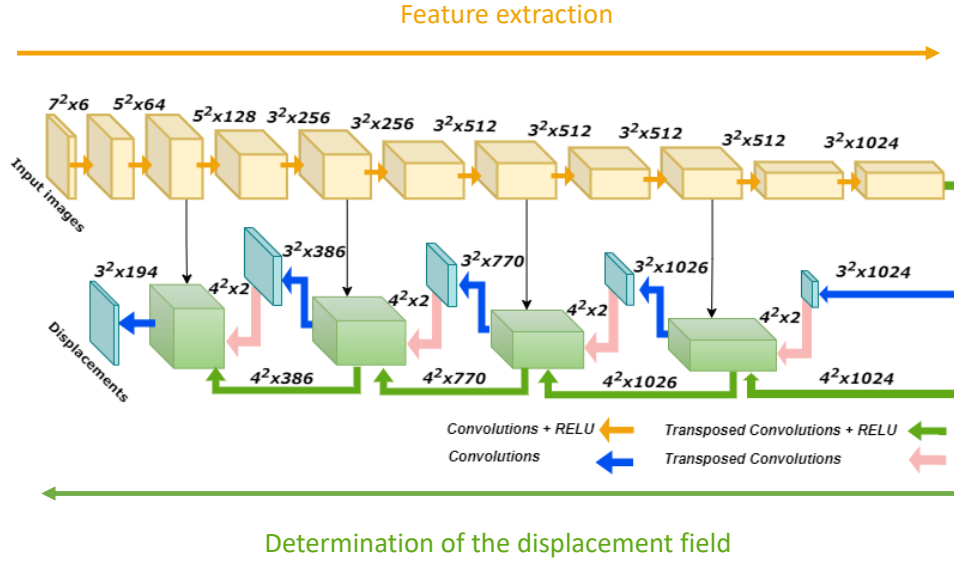 Feature extraction
7²x6
5²x64
5²x128
3²x256
3²x256
3²x512
3²x512
3²x512
3²x512
3²x1024
Input images
3²x194
4²x2
3²x386
4²x2
3²x770
4²x2
3²x1026
4²x2
3²x1024
Displacements
4²x386
4²x770
4²x1026
4²x1024
Convolutions + RELU
Transposed Convolutions + RELU
Convolutions
Transposed Convolutions
Determination of the displacement field